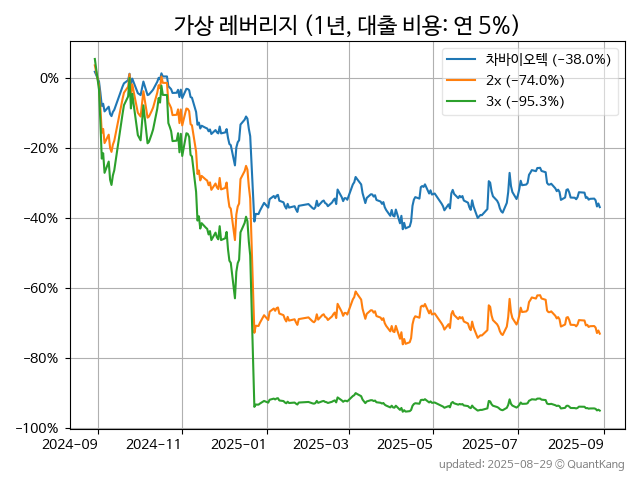 가상 레버리지 (1년, 대출 비용: 연 5%)
차바이오텍 (−38.0%)
2x (−74.0%)
3x (−95.3%)
0%
−20%
−40%
−60%
−80%
−100%
2024-09 2024-11 2025-01 2025-03 2025-05 2025-07 2025-09
updated: 2025-08-29 © QuantKang